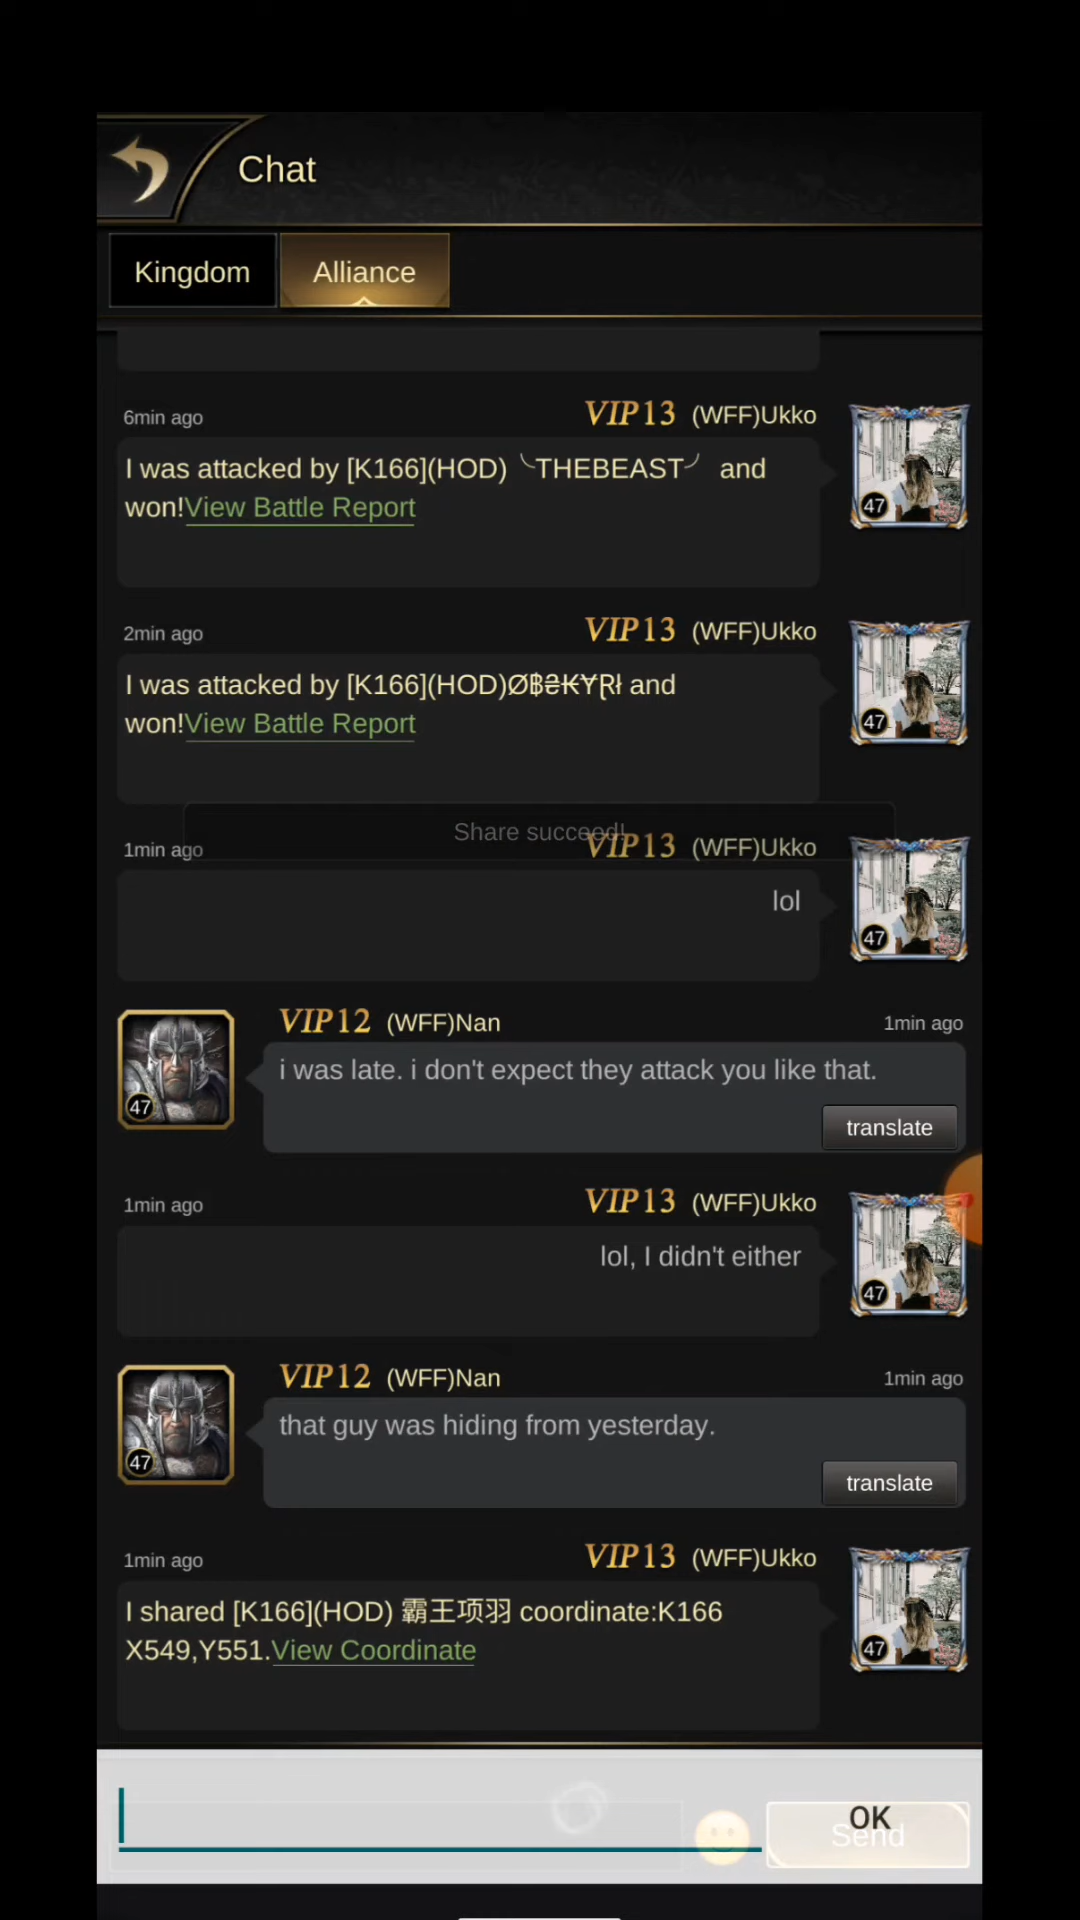 Chat
Kingdom Alliance
6min ago VIP13 (WFF)Ukko
I was attacked by [K166](HOD) ╰THEBEAST╯ and
won!View Battle Report
47
2min ago VIP13 (WFF)Ukko
I was attacked by [K166](HOD)Ø฿₴₭ɎⱤł and
won!View Battle Report
47
Share succeed!
1min ago VIP13 (WFF)Ukko
lol
47
VIP12 (WFF)Nan 1min ago
i was late. i don't expect they attack you like that.
47
translate
1min ago VIP13 (WFF)Ukko
lol, I didn't either
47
VIP12 (WFF)Nan 1min ago
that guy was hiding from yesterday.
47
translate
1min ago VIP13 (WFF)Ukko
I shared [K166](HOD) 霸王项羽 coordinate:K166
X549,Y551.View Coordinate
47
OK
Send